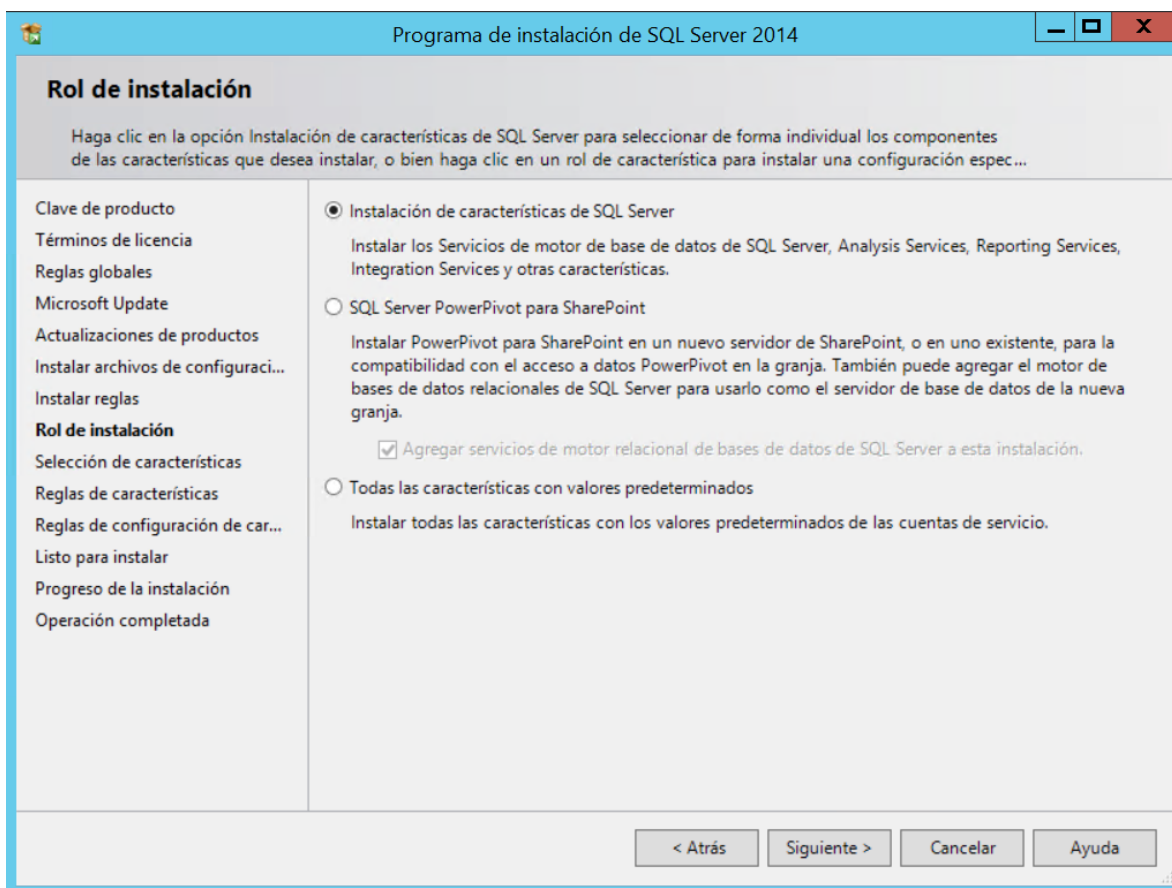 Programa de instalación de SQL Server 2014
Rol de instalación
Haga clic en la opción Instalación de características de SQL Server para seleccionar de forma individual los componentes
de las características que desea instalar, o bien haga clic en un rol de característica para instalar una configuración espec...
Clave de producto
Términos de licencia
Reglas globales
Microsoft Update
Actualizaciones de productos
Instalar archivos de configuraci...
Instalar reglas
Rol de instalación
Selección de características
Reglas de características
Reglas de configuración de car...
Listo para instalar
Progreso de la instalación
Operación completada
Instalación de características de SQL Server
Instalar los Servicios de motor de base de datos de SQL Server, Analysis Services, Reporting Services,
Integration Services y otras características.
SQL Server PowerPivot para SharePoint
Instalar PowerPivot para SharePoint en un nuevo servidor de SharePoint, o en uno existente, para la
compatibilidad con el acceso a datos PowerPivot en la granja. También puede agregar el motor de
bases de datos relacionales de SQL Server para usarlo como el servidor de base de datos de la nueva
granja.
Agregar servicios de motor relacional de bases de datos de SQL Server a esta instalación.
Todas las características con valores predeterminados
Instalar todas las características con los valores predeterminados de las cuentas de servicio.
< Atrás
Siguiente >
Cancelar
Ayuda